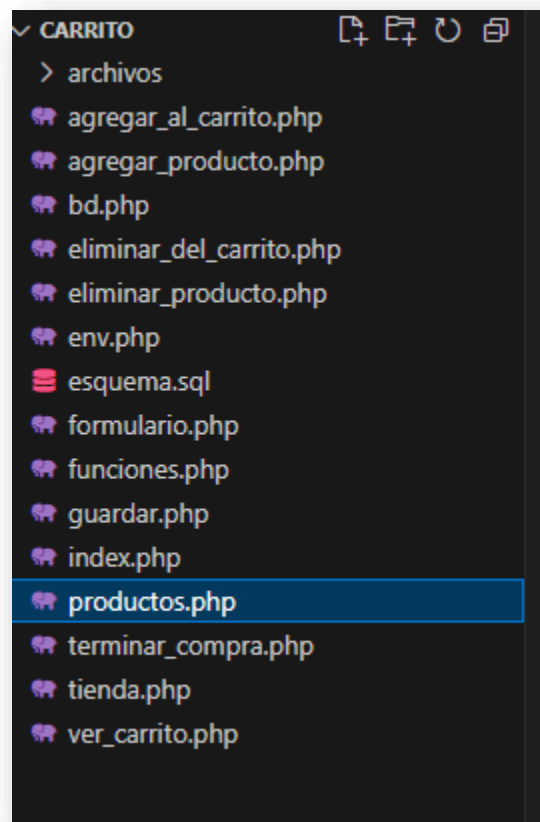 CARRITO
archivos
agregar_al_carrito.php
agregar_producto.php
bd.php
eliminar_del_carrito.php
eliminar_producto.php
env.php
esquema.sql
formulario.php
funciones.php
guardar.php
index.php
productos.php
terminar_compra.php
tienda.php
ver_carrito.php